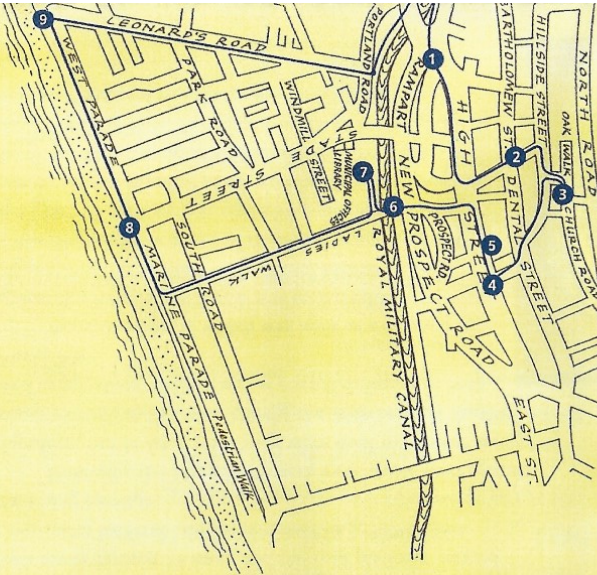 9
LEONARD'S ROAD
PORTLAND ROAD
1
WEST PARADE
PARK ROAD
WINDMILL STREET
STADE STREET
RAMPART
HIGH STREET
BARTHOLOMEW ST
HILLSIDE STREET
NORTH ROAD
OAK WALK
2
3
CHURCH ROAD
DENTAL STREET
MUNICIPAL OFFICES
LIBRARY
7
6
NEW
PROSPECT RD
PROSPECT ROAD
5
4
8
SOUTH ROAD
LADIES WALK
ROYAL MILITARY CANAL
MARINE PARADE
Pedestrian Walk
EAST ST.